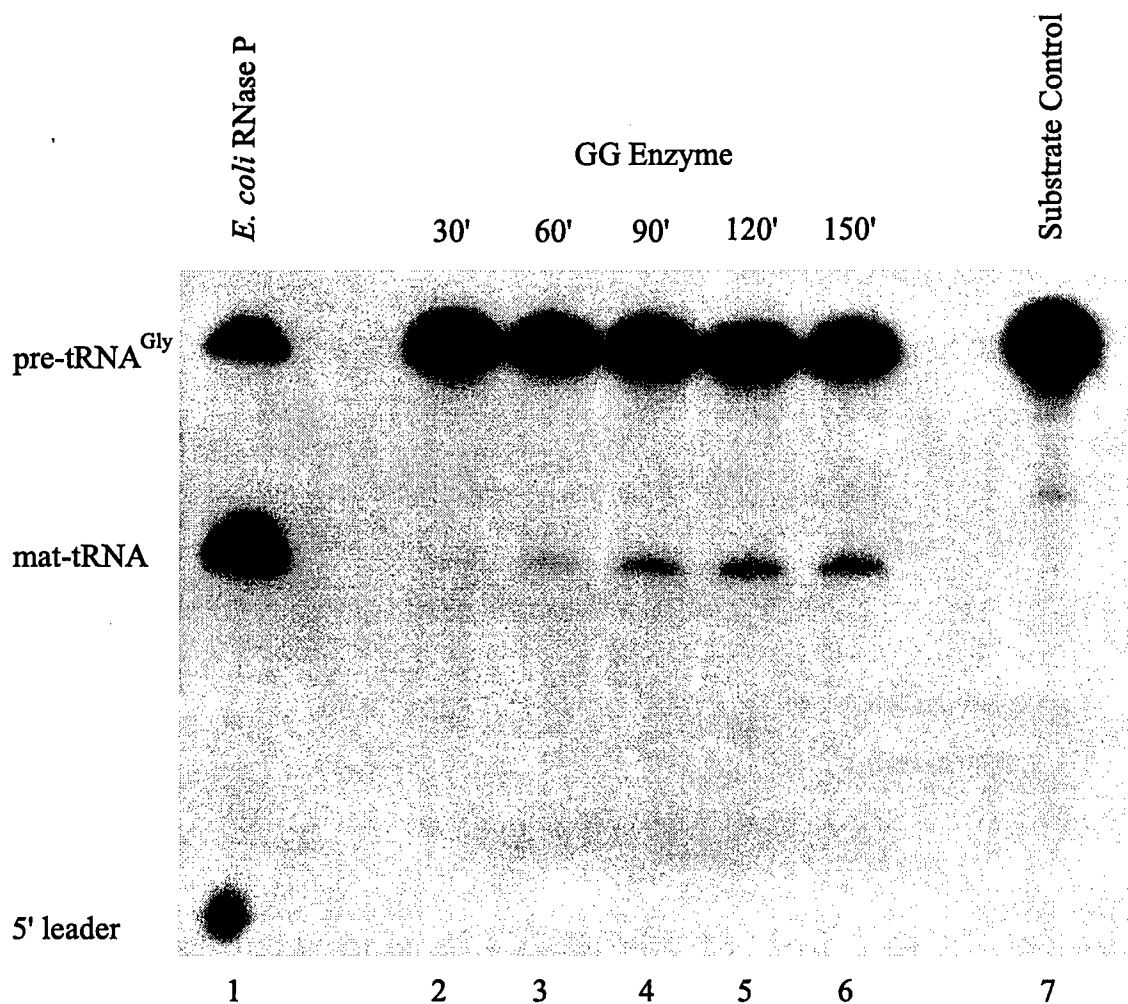 E. coli RNase P
GG Enzyme
Substrate Control
30' 60' 90' 120' 150'
pre-tRNA^Gly
mat-tRNA
5' leader
1 2 3 4 5 6 7